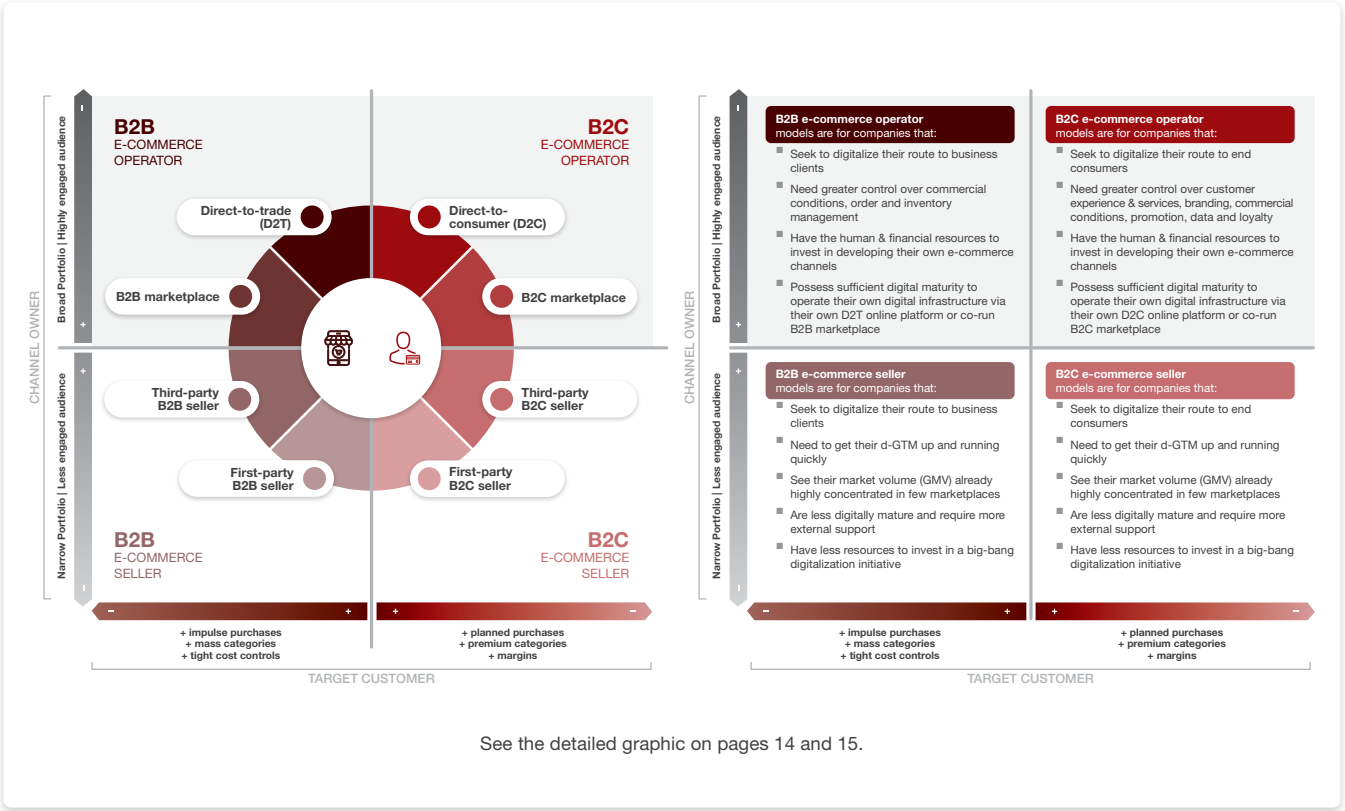 B2B
E-COMMERCE
OPERATOR
B2C
E-COMMERCE
OPERATOR
Direct-to-trade
(D2T)
Direct-to-
consumer (D2C)
B2B marketplace
B2C marketplace
Third-party
B2B seller
Third-party
B2C seller
First-party
B2B seller
First-party
B2C seller
B2B
E-COMMERCE
SELLER
B2C
E-COMMERCE
SELLER
CHANNEL OWNER
Broad Portfolio | Highly engaged audience
Narrow Portfolio | Less engaged audience
–
+
+
–
– +
+ –
+ impulse purchases
+ mass categories
+ tight cost controls
+ planned purchases
+ premium categories
+ margins
TARGET CUSTOMER
CHANNEL OWNER
Broad Portfolio | Highly engaged audience
Narrow Portfolio | Less engaged audience
–
+
+
–
B2B e-commerce operator
models are for companies that:
Seek to digitalize their route to business
clients
Need greater control over commercial
conditions, order and inventory
management
Have the human & financial resources to
invest in developing their own e-commerce
channels
Possess sufficient digital maturity to
operate their own digital infrastructure via
their own D2T online platform or co-run
B2B marketplace
B2C e-commerce operator
models are for companies that:
Seek to digitalize their route to end
consumers
Need greater control over customer
experience & services, branding, commercial
conditions, promotion, data and loyalty
Have the human & financial resources to
invest in developing their own e-commerce
channels
Possess sufficient digital maturity to
operate their own digital infrastructure via
their own D2C online platform or co-run
B2C marketplace
B2B e-commerce seller
models are for companies that:
Seek to digitalize their route to business
clients
Need to get their d-GTM up and running
quickly
See their market volume (GMV) already
highly concentrated in few marketplaces
Are less digitally mature and require more
external support
Have less resources to invest in a big-bang
digitalization initiative
B2C e-commerce seller
models are for companies that:
Seek to digitalize their route to end
consumers
Need to get their d-GTM up and running
quickly
See their market volume (GMV) already
highly concentrated in few marketplaces
Are less digitally mature and require more
external support
Have less resources to invest in a big-bang
digitalization initiative
– +
+ –
+ impulse purchases
+ mass categories
+ tight cost controls
+ planned purchases
+ premium categories
+ margins
TARGET CUSTOMER
See the detailed graphic on pages 14 and 15.